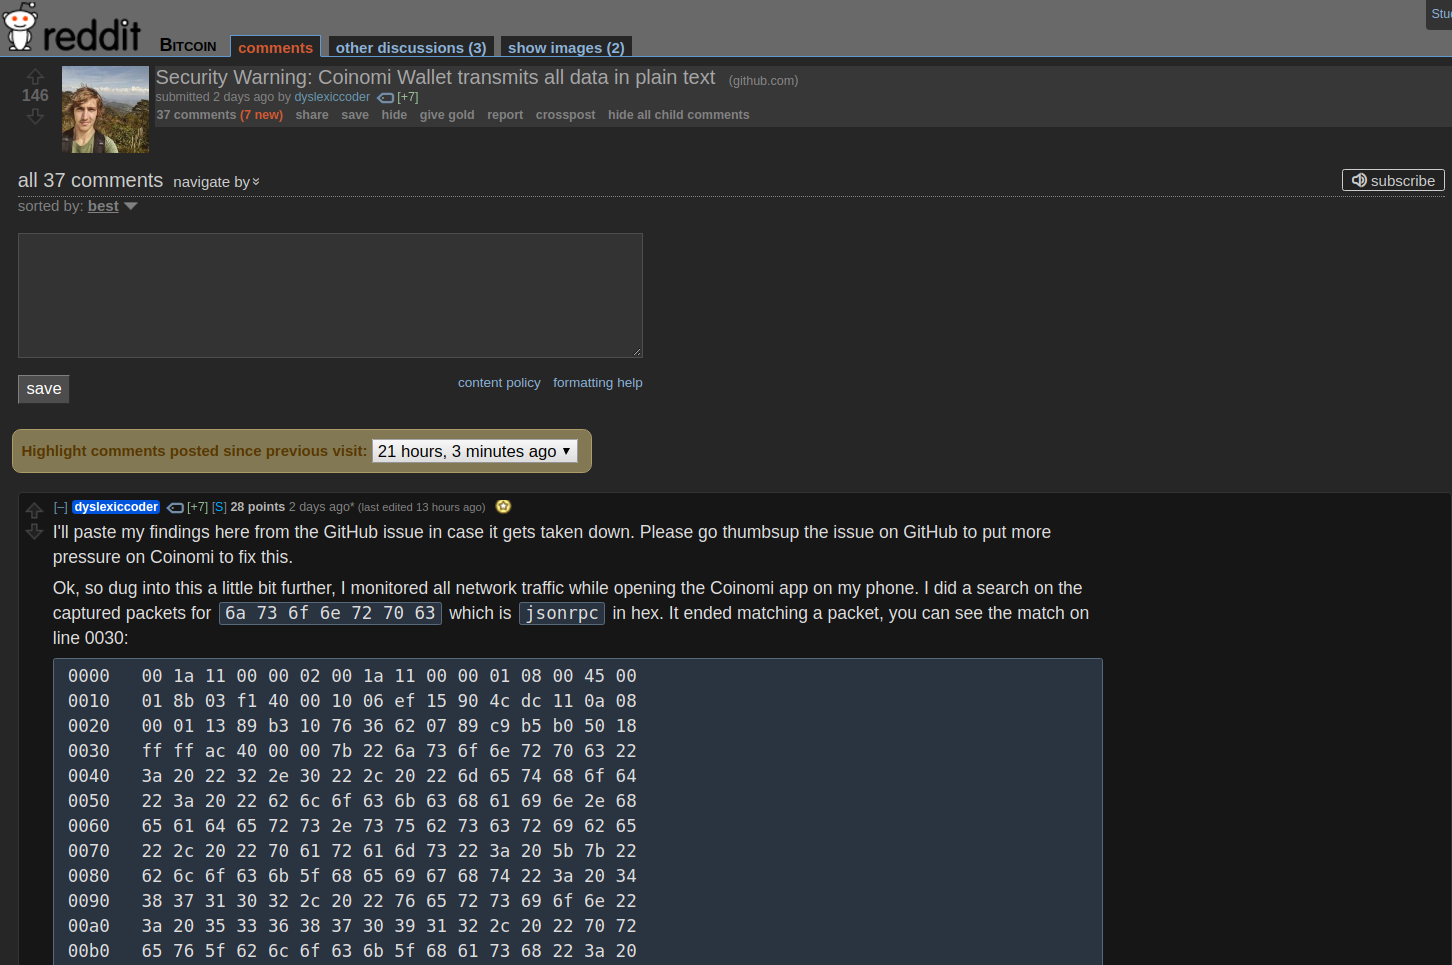 Stu
reddit BITCOIN comments other discussions (3) show images (2)
146
Security Warning: Coinomi Wallet transmits all data in plain text (github.com)
submitted 2 days ago by dyslexiccoder [+7]
37 comments (7 new) share save hide give gold report crosspost hide all child comments
all 37 comments navigate by
subscribe
sorted by: best
save
content policy formatting help
Highlight comments posted since previous visit: 21 hours, 3 minutes ago
[–] dyslexiccoder [+7] [S] 28 points 2 days ago* (last edited 13 hours ago)
I'll paste my findings here from the GitHub issue in case it gets taken down. Please go thumbsup the issue on GitHub to put more
pressure on Coinomi to fix this.
Ok, so dug into this a little bit further, I monitored all network traffic while opening the Coinomi app on my phone. I did a search on the
captured packets for 6a 73 6f 6e 72 70 63 which is jsonrpc in hex. It ended matching a packet, you can see the match on
line 0030:
0000 00 1a 11 00 00 02 00 1a 11 00 00 01 08 00 45 00
0010 01 8b 03 f1 40 00 10 06 ef 15 90 4c dc 11 0a 08
0020 00 01 13 89 b3 10 76 36 62 07 89 c9 b5 b0 50 18
0030 ff ff ac 40 00 00 7b 22 6a 73 6f 6e 72 70 63 22
0040 3a 20 22 32 2e 30 22 2c 20 22 6d 65 74 68 6f 64
0050 22 3a 20 22 62 6c 6f 63 6b 63 68 61 69 6e 2e 68
0060 65 61 64 65 72 73 2e 73 75 62 73 63 72 69 62 65
0070 22 2c 20 22 70 61 72 61 6d 73 22 3a 20 5b 7b 22
0080 62 6c 6f 63 6b 5f 68 65 69 67 68 74 22 3a 20 34
0090 38 37 31 30 32 2c 20 22 76 65 72 73 69 6f 6e 22
00a0 3a 20 35 33 36 38 37 30 39 31 32 2c 20 22 70 72
00b0 65 76 5f 62 6c 6f 63 6b 5f 68 61 73 68 22 3a 20